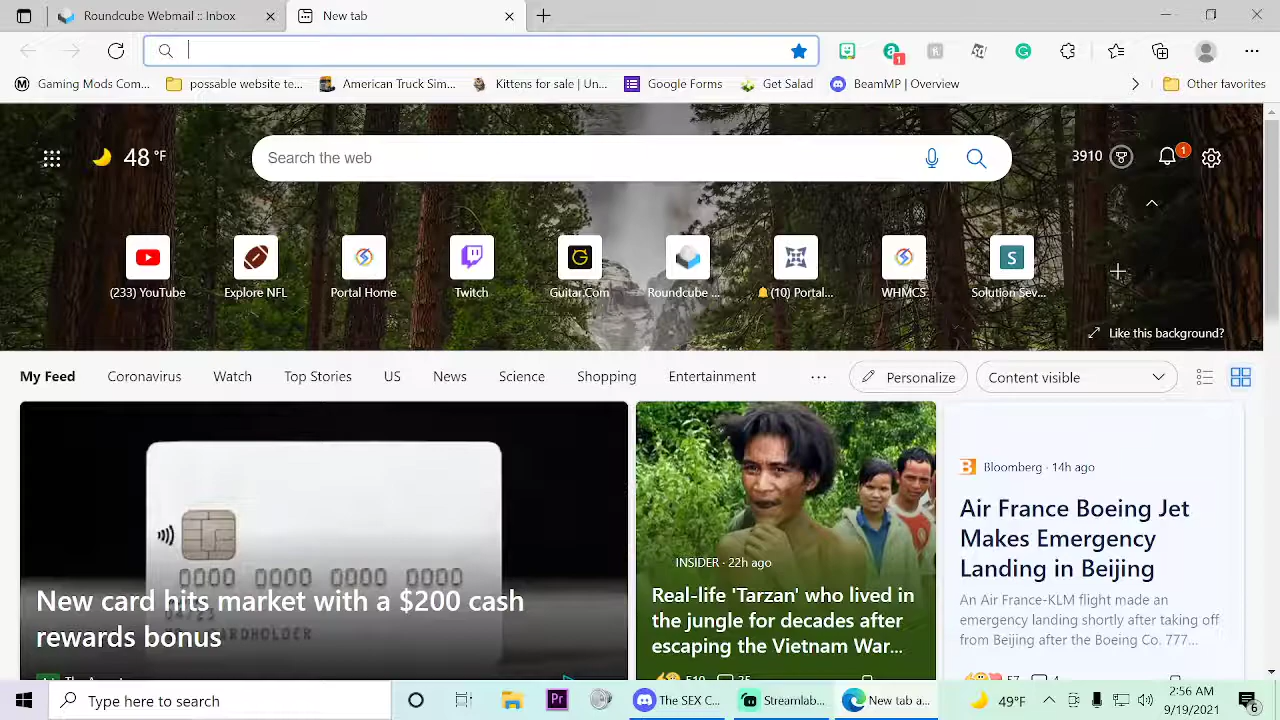 Roundcube Webmail :: Inbox
New tab
1
Gaming Mods Con...
possable website te...
American Truck Sim...
Kittens for sale | Un...
Google Forms
Get Salad
BeamMP | Overview
Other favorites
48 °F
Search the web
3910
1
(233) YouTube
Explore NFL
Portal Home
Twitch
Guitar.Com
Roundcube ...
(10) Portal...
WHMCS
S
Solution Sev...
Like this background?
My Feed
Coronavirus
Watch
Top Stories
US
News
Science
Shopping
Entertainment
Personalize
Content visible
0000 0000 0000 0000
New card hits market with a $200 cash
rewards bonus
INSIDER · 22h ago
Real-life 'Tarzan' who lived in
the jungle for decades after
escaping the Vietnam War...
Bloomberg · 14h ago
Air France Boeing Jet
Makes Emergency
Landing in Beijing
An Air France-KLM flight made an
emergency landing shortly after taking off
from Beijing after the Boeing Co. 777...
Type here to search
Pr
The SEX C...
Streamlab...
New tab a...
49°F
2:56 AM
9/19/2021
6